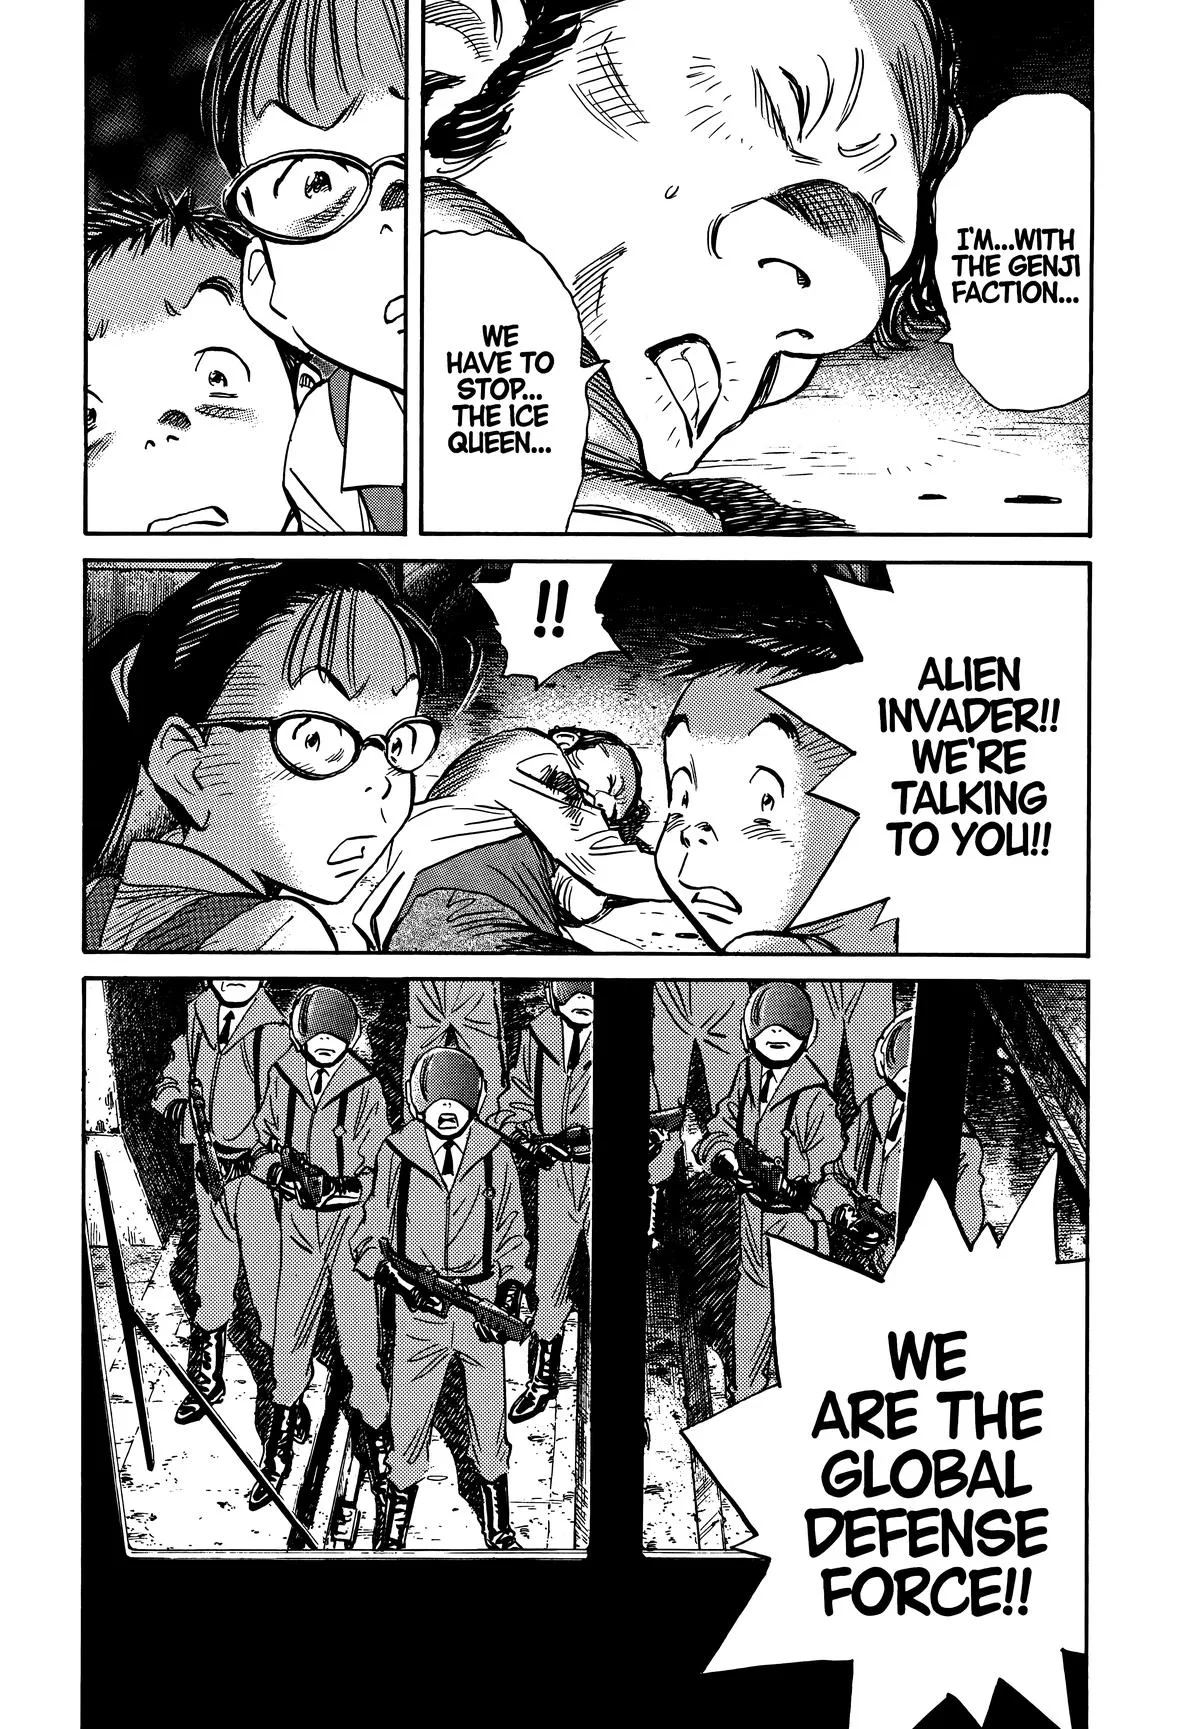 I'M...WITH
THE GENJI
FACTION...
WE
HAVE TO
STOP...
THE ICE
QUEEN...
ALIEN
INVADER!!
WE'RE
TALKING
TO YOU!!
!!
WE
ARE THE
GLOBAL
DEFENSE
FORCE!!